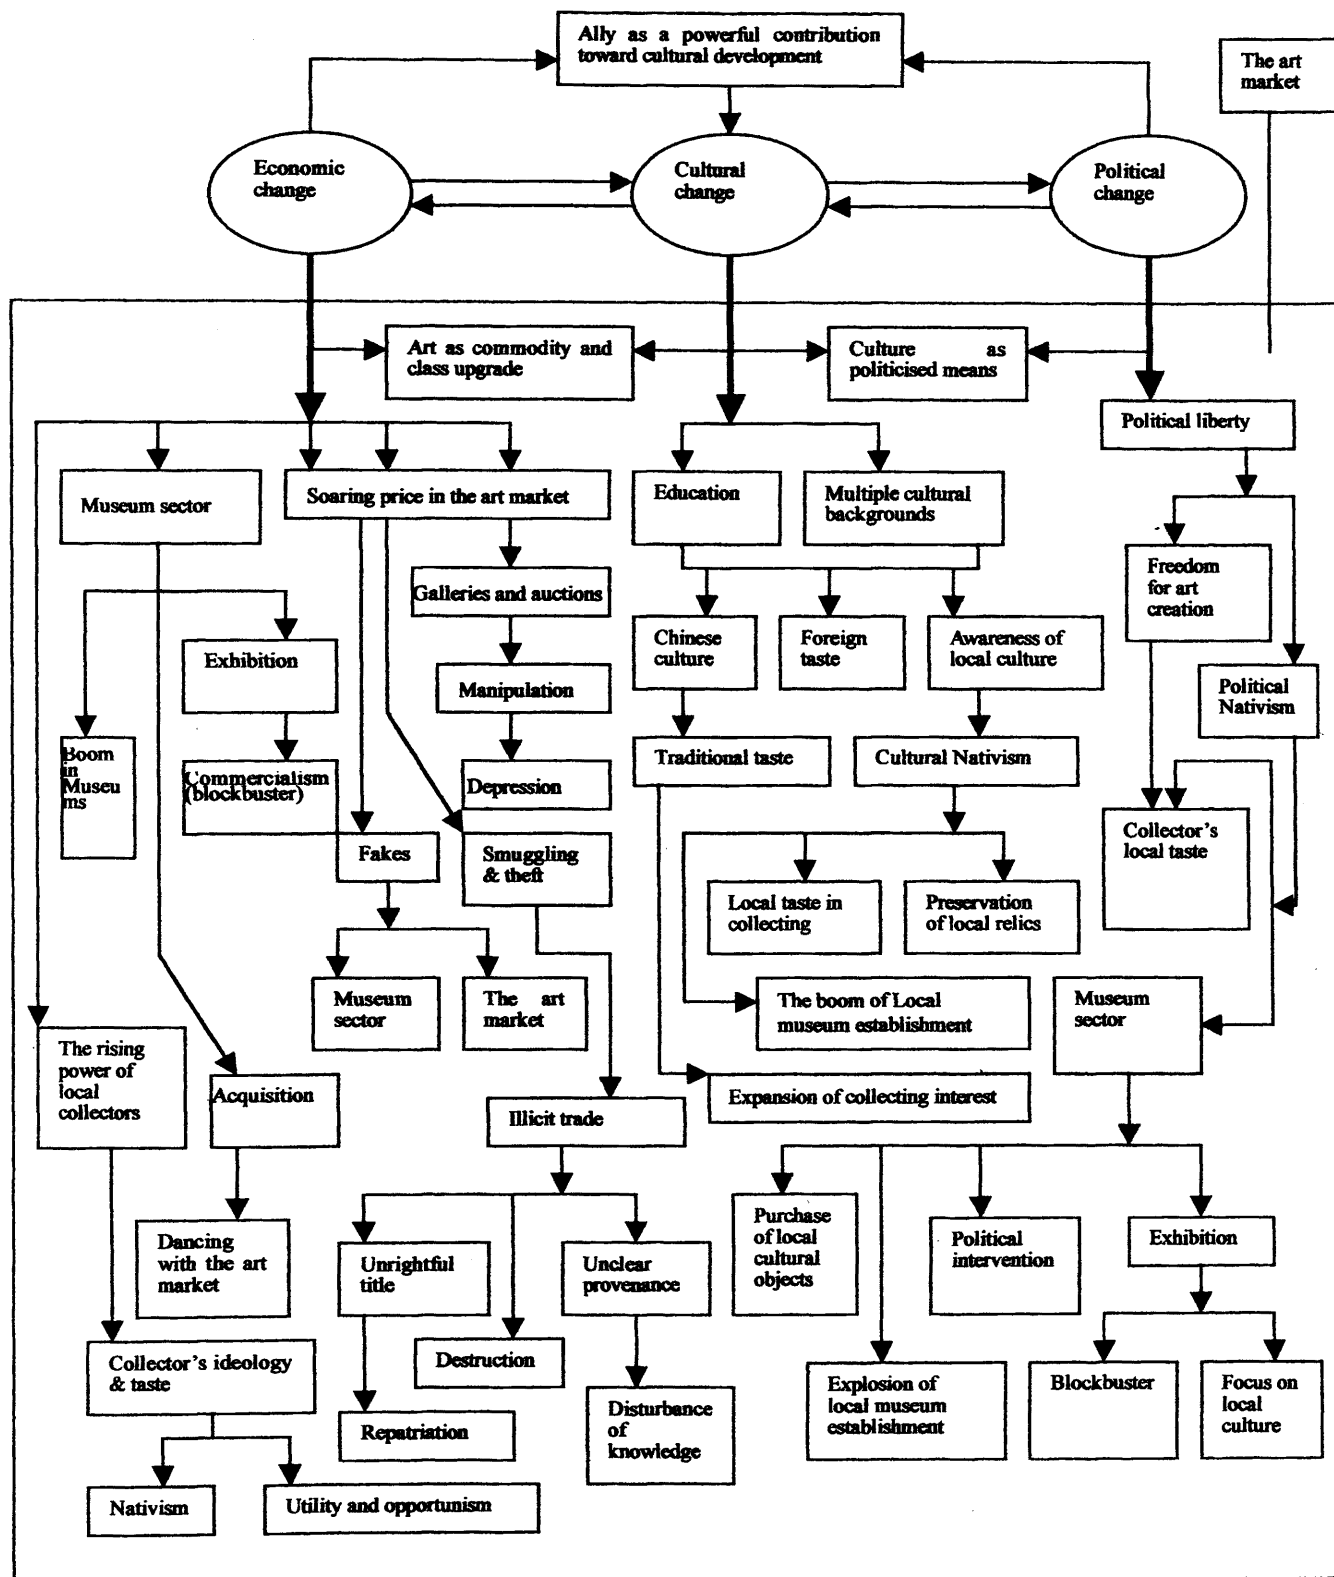 Ally as a powerful contribution
toward cultural development
The art
market
Economic
change
Cultural
change
Political
change
Art as commodity and
class upgrade
Culture as
politicised means
Political liberty
Museum sector
Soaring price in the art market
Education
Multiple cultural
backgrounds
Freedom
for art
creation
Galleries and auctions
Chinese
culture
Foreign
taste
Awareness of
local culture
Exhibition
Manipulation
Political
Nativism
Boom
in
Museu
ms
Commercialism
(blockbuster)
Depression
Traditional taste
Cultural Nativism
Collector's
local taste
Fakes
Smuggling
& theft
Local taste in
collecting
Preservation
of local relics
Museum
sector
The art
market
The boom of Local
museum establishment
Museum
sector
The rising
power of
local
collectors
Acquisition
Illicit trade
Expansion of collecting interest
Dancing
with the art
market
Unrightful
title
Unclear
provenance
Purchase
of local
cultural
objects
Political
intervention
Exhibition
Collector's ideology
& taste
Destruction
Repatriation
Disturbance
of
knowledge
Explosion of
local museum
establishment
Blockbuster
Focus on
local
culture
Nativism
Utility and opportunism